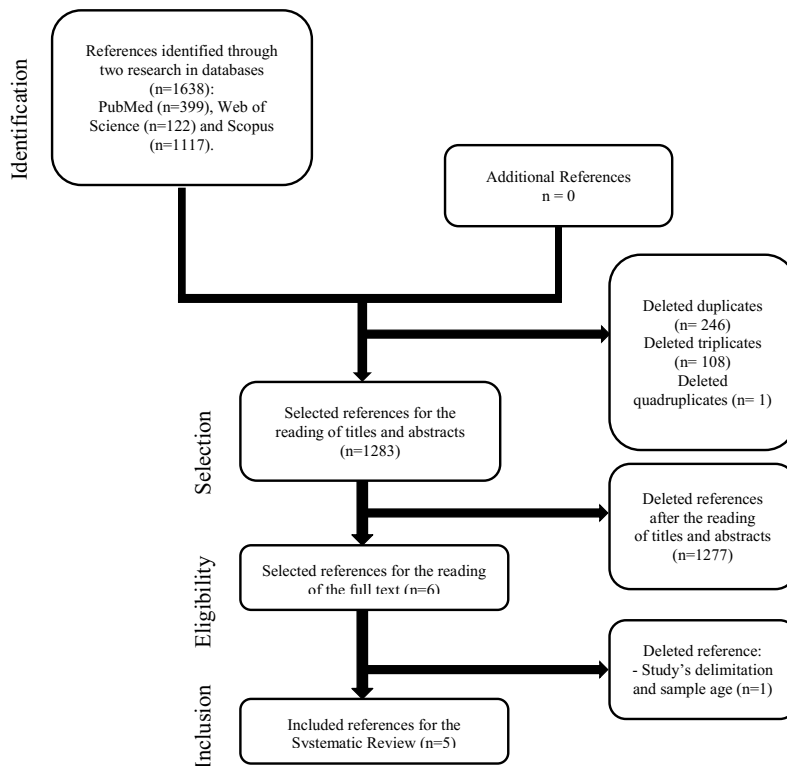 Identification
References identified through
two research in databases
(n=1638):
PubMed (n=399), Web of
Science (n=122) and Scopus
(n=1117).
Additional References
n = 0
Deleted duplicates
(n= 246)
Deleted triplicates
(n= 108)
Deleted
quadruplicates (n= 1)
Selection
Selected references for the
reading of titles and abstracts
(n=1283)
Deleted references
after the reading
of titles and abstracts
(n=1277)
Eligibility
Selected references for the reading
of the full text (n=6)
Deleted reference:
- Study’s delimitation
and sample age (n=1)
Inclusion
Included references for the
Systematic Review (n=5)